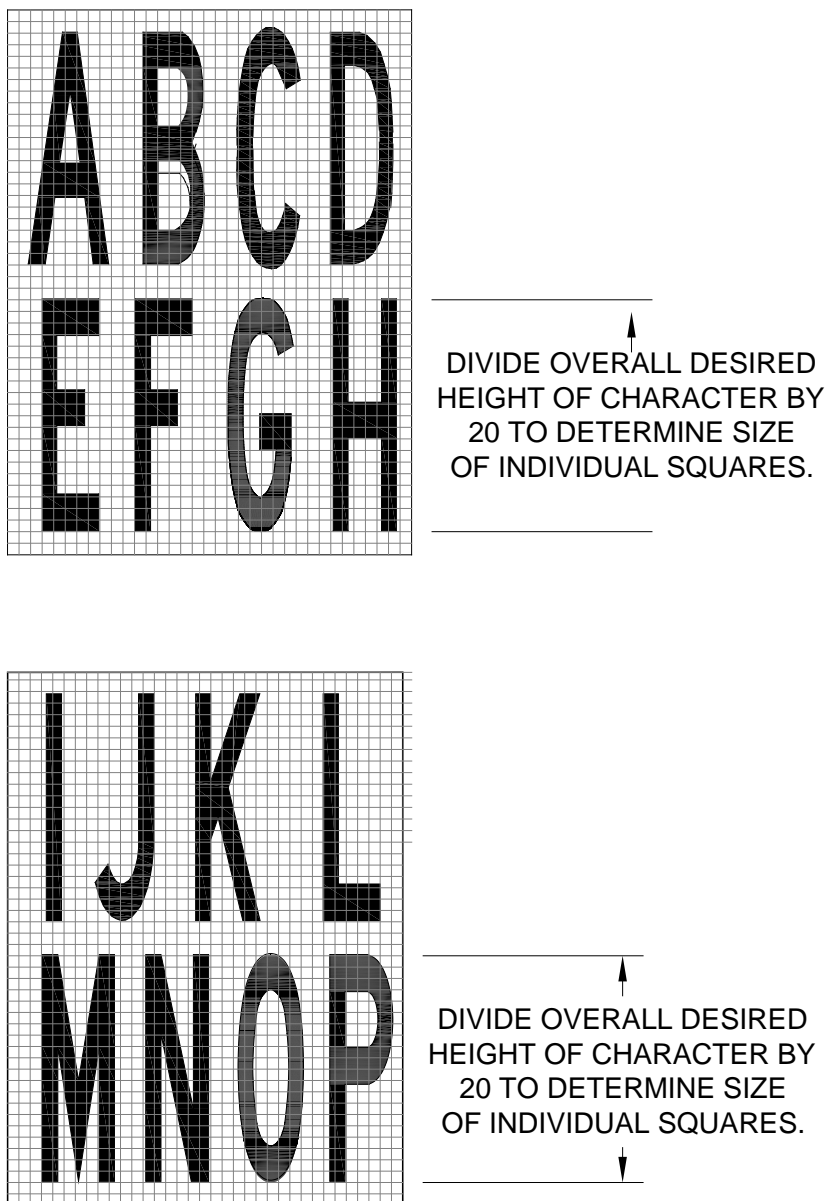 A B C D
E F G H
DIVIDE OVERALL DESIRED
HEIGHT OF CHARACTER BY
20 TO DETERMINE SIZE
OF INDIVIDUAL SQUARES.
I J K L
M N O P
DIVIDE OVERALL DESIRED
HEIGHT OF CHARACTER BY
20 TO DETERMINE SIZE
OF INDIVIDUAL SQUARES.